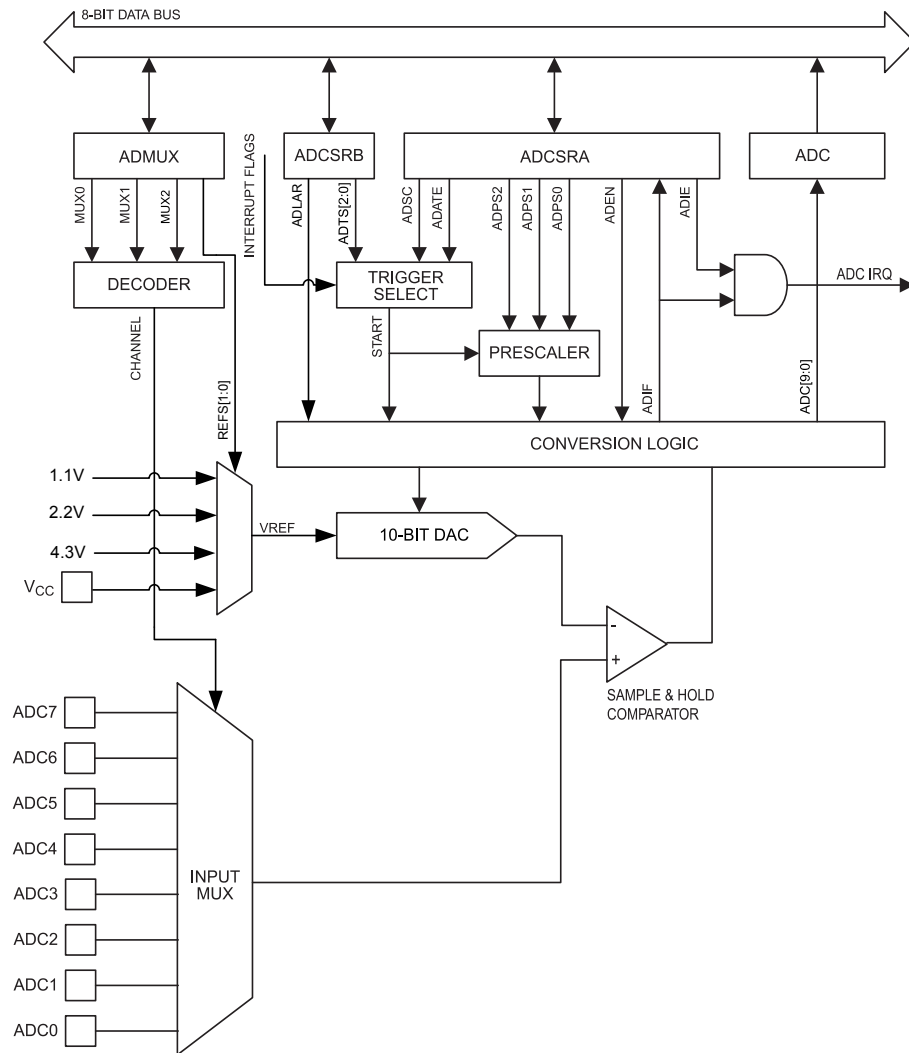 8-BIT DATA BUS
ADMUX
ADCSRB
ADCSRA
ADC
INTERRUPT FLAGS
MUX0
MUX1
MUX2
ADLAR
ADTS[2:0]
ADSC
ADATE
ADPS2
ADPS1
ADPS0
ADEN
ADIE
DECODER
TRIGGER
SELECT
ADC IRQ
CHANNEL
START
PRESCALER
REFS[1:0]
ADIF
ADC[9:0]
CONVERSION LOGIC
1.1V
2.2V
4.3V
VCC
VREF
10-BIT DAC
-
+
SAMPLE & HOLD
COMPARATOR
ADC7
ADC6
ADC5
ADC4
ADC3
ADC2
ADC1
ADC0
INPUT
MUX